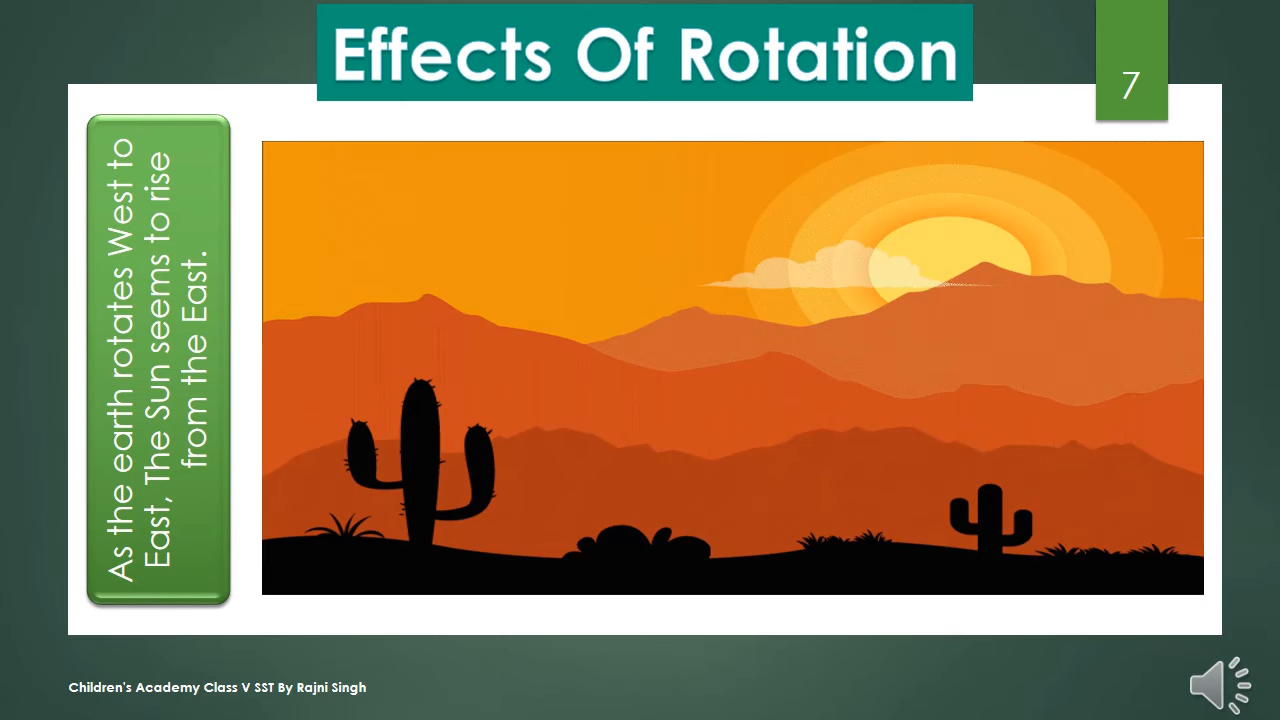 Effects Of Rotation
7
As the earth rotates West to
East, The Sun seems to rise
from the East.
Children's Academy Class V SST By Rajni Singh